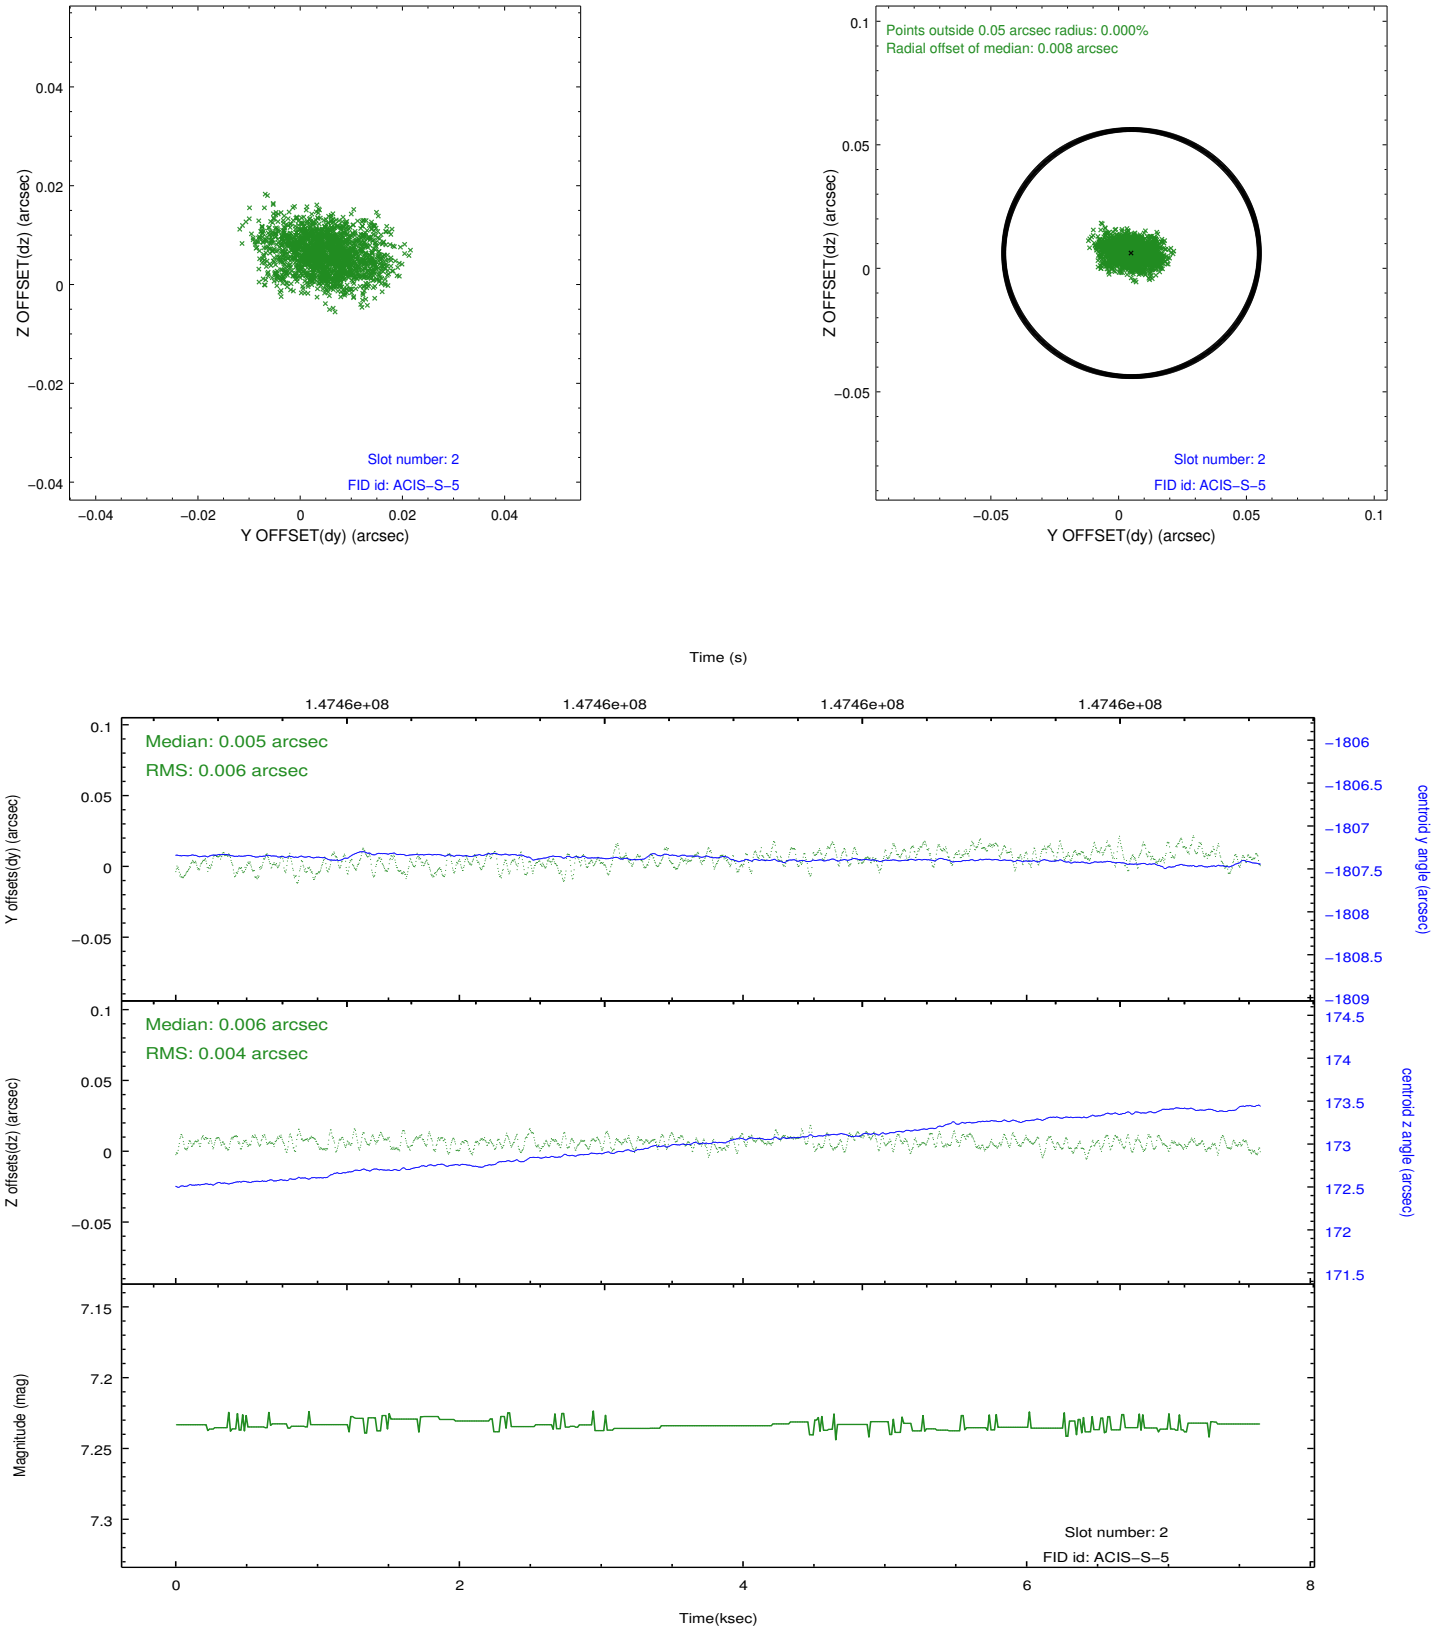 0.04
0.02
0
−0.02
−0.04
Z OFFSET(dz) (arcsec)
Slot number: 2
FID id: ACIS−S−5
−0.04
−0.02
0
0.02
0.04
Y OFFSET(dy) (arcsec)
0.1
0.05
0
−0.05
Z OFFSET(dz) (arcsec)
Points outside 0.05 arcsec radius: 0.000%
Radial offset of median: 0.008 arcsec
Slot number: 2
FID id: ACIS−S−5
−0.05
0
0.05
0.1
Y OFFSET(dy) (arcsec)
Time (s)
1.4746e+08
1.4746e+08
1.4746e+08
1.4746e+08
0.1
0.05
0
−0.05
Y offsets(dy) (arcsec)
Median: 0.005 arcsec
RMS: 0.006 arcsec
−1806
−1806.5
−1807
−1807.5
−1808
−1808.5
−1809
centroid y angle (arcsec)
0.1
0.05
0
−0.05
Z offsets(dz) (arcsec)
Median: 0.006 arcsec
RMS: 0.004 arcsec
174.5
174
173.5
173
172.5
172
171.5
centroid z angle (arcsec)
7.15
7.2
7.25
7.3
Magnitude (mag)
Slot number: 2
FID id: ACIS−S−5
0
2
4
6
8
Time(ksec)